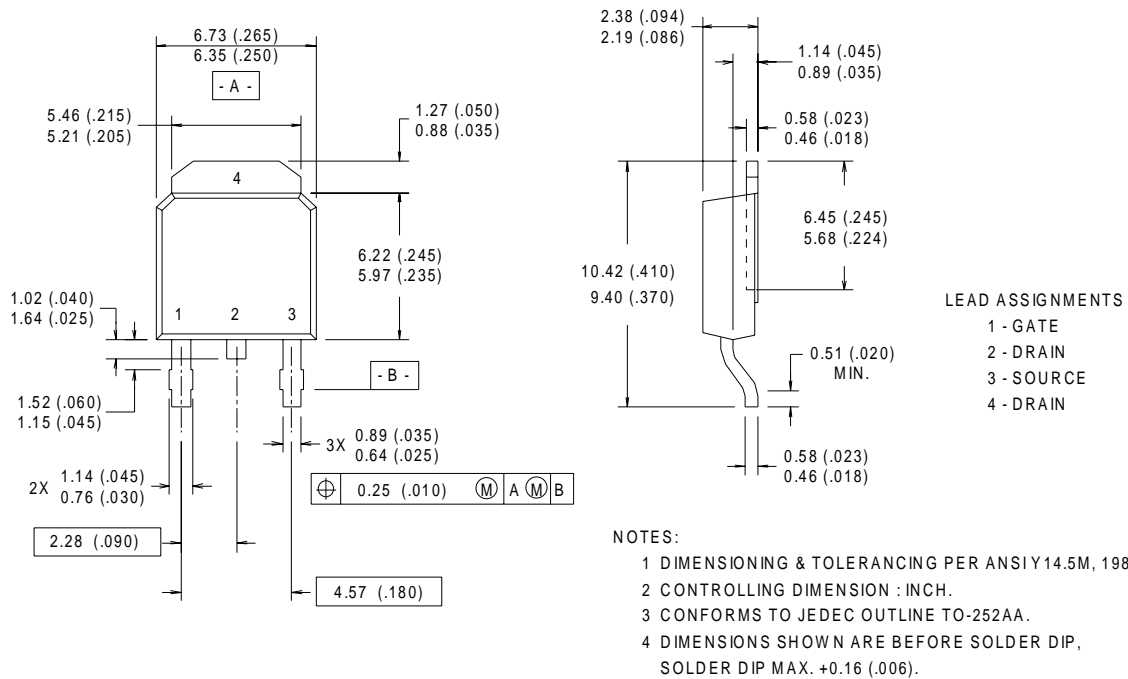 6.73 (.265)
6.35 (.250)
- A -
5.46 (.215)
5.21 (.205)
1.27 (.050)
0.88 (.035)
4
6.22 (.245)
5.97 (.235)
1.02 (.040)
1.64 (.025)
1 2 3
- B -
1.52 (.060)
1.15 (.045)
3X 0.89 (.035)
0.64 (.025)
2X 1.14 (.045)
0.76 (.030)
⌖ 0.25 (.010) Ⓜ A Ⓜ B
2.28 (.090)
4.57 (.180)
2.38 (.094)
2.19 (.086)
1.14 (.045)
0.89 (.035)
0.58 (.023)
0.46 (.018)
6.45 (.245)
5.68 (.224)
10.42 (.410)
9.40 (.370)
0.51 (.020)
MIN.
0.58 (.023)
0.46 (.018)
LEAD ASSIGNMENTS
1 - GATE
2 - DRAIN
3 - SOURCE
4 - DRAIN
NOTES:
1 DIMENSIONING & TOLERANCING PER ANSI Y14.5M, 198
2 CONTROLLING DIMENSION : INCH.
3 CONFORMS TO JEDEC OUTLINE TO-252AA.
4 DIMENSIONS SHOWN ARE BEFORE SOLDER DIP,
SOLDER DIP MAX. +0.16 (.006).